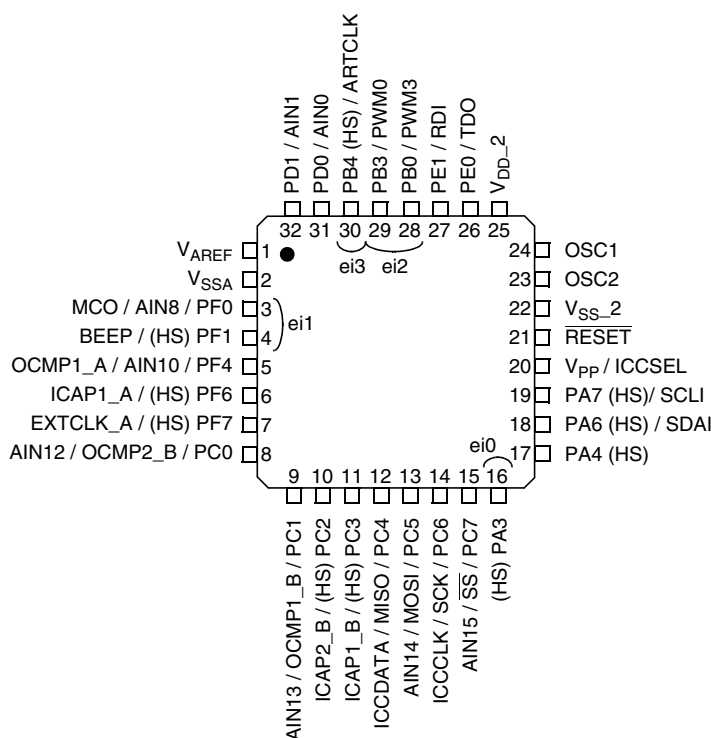 PD1 / AIN1
PD0 / AIN0
PB4 (HS) / ARTCLK
PB3 / PWM0
PB0 / PWM3
PE1 / RDI
PE0 / TDO
VDD_2
32 31 30 29 28 27 26 25
ei3 ei2
VAREF 1
VSSA 2
MCO / AIN8 / PF0 3
BEEP / (HS) PF1 4
ei1
OCMP1_A / AIN10 / PF4 5
ICAP1_A / (HS) PF6 6
EXTCLK_A / (HS) PF7 7
AIN12 / OCMP2_B / PC0 8
24 OSC1
23 OSC2
22 VSS_2
21 RESET
20 VPP / ICCSEL
19 PA7 (HS)/ SCLI
18 PA6 (HS) / SDAI
17 PA4 (HS)
ei0
9 10 11 12 13 14 15 16
AIN13 / OCMP1_B / PC1
ICAP2_B / (HS) PC2
ICAP1_B / (HS) PC3
ICCDATA / MISO / PC4
AIN14 / MOSI / PC5
ICCCLK / SCK / PC6
AIN15 / SS / PC7
(HS) PA3